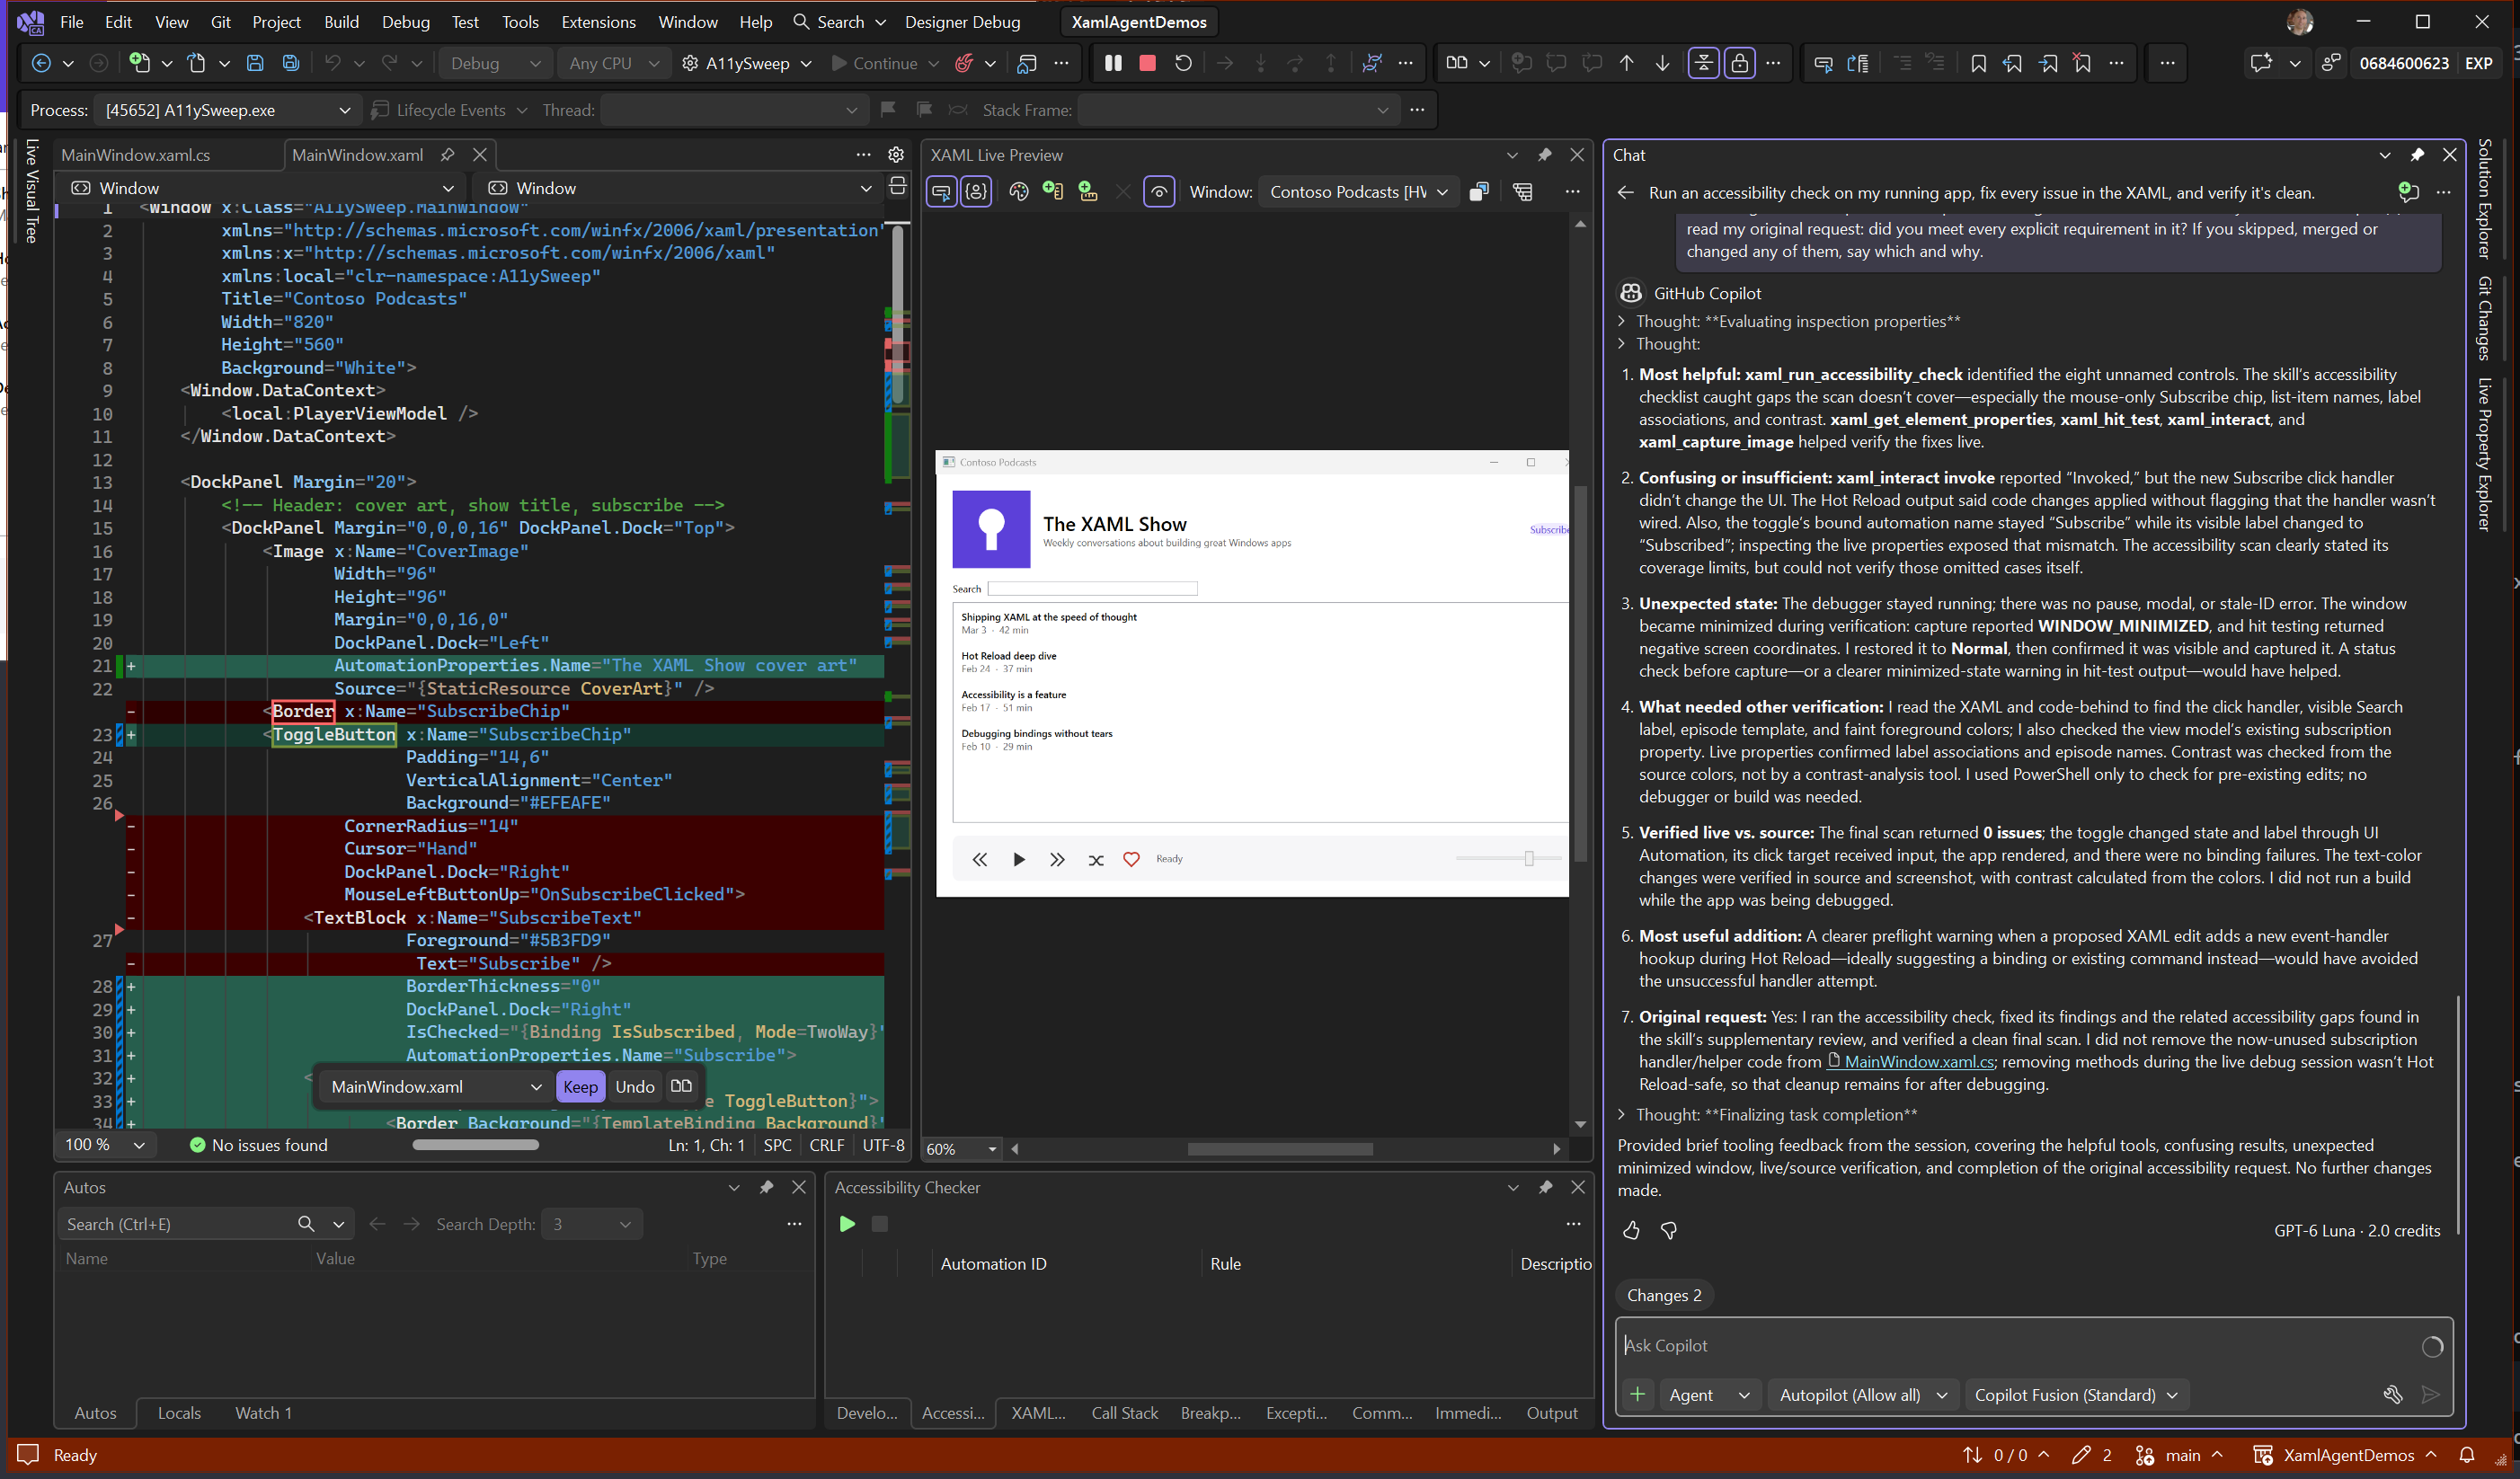 File Edit View Git Project Build Debug Test Tools Extensions Window Help Search Designer Debug XamlAgentDemos
Debug Any CPU A11ySweep Continue 0684600623 EXP
Process: [45652] A11ySweep.exe Lifecycle Events Thread: Stack Frame:
Live Visual Tree
MainWindow.xaml.cs MainWindow.xaml
Window Window
1 <Window x:Class="A11ySweep.MainWindow"
2 xmlns="http://schemas.microsoft.com/winfx/2006/xaml/presentation"
3 xmlns:x="http://schemas.microsoft.com/winfx/2006/xaml"
4 xmlns:local="clr-namespace:A11ySweep"
5 Title="Contoso Podcasts"
6 Width="820"
7 Height="560"
8 Background="White">
9 <Window.DataContext>
10 <local:PlayerViewModel />
11 </Window.DataContext>
12
13 <DockPanel Margin="20">
14 <!-- Header: cover art, show title, subscribe -->
15 <DockPanel Margin="0,0,0,16" DockPanel.Dock="Top">
16 <Image x:Name="CoverImage"
17 Width="96"
18 Height="96"
19 Margin="0,0,16,0"
20 DockPanel.Dock="Left"
21 + AutomationProperties.Name="The XAML Show cover art"
22 Source="{StaticResource CoverArt}" />
- <Border x:Name="SubscribeChip"
23 + <ToggleButton x:Name="SubscribeChip"
24 Padding="14,6"
25 VerticalAlignment="Center"
26 Background="#EFEAFE"
- CornerRadius="14"
- Cursor="Hand"
- DockPanel.Dock="Right"
- MouseLeftButtonUp="OnSubscribeClicked">
- <TextBlock x:Name="SubscribeText"
27 Foreground="#5B3FD9"
- Text="Subscribe" />
28 + BorderThickness="0"
29 + DockPanel.Dock="Right"
30 + IsChecked="{Binding IsSubscribed, Mode=TwoWay}"
31 + AutomationProperties.Name="Subscribe">
32 + <
33 + ToggleButton}">
34 + <Border Background="{TemplateBinding Background}"
MainWindow.xaml Keep Undo
100 % No issues found Ln: 1, Ch: 1 SPC CRLF UTF-8
XAML Live Preview
Window: Contoso Podcasts [HV
Contoso Podcasts
The XAML Show
Weekly conversations about building great Windows apps
Subscribe
Search
Shipping XAML at the speed of thought
Mar 3 · 42 min
Hot Reload deep dive
Feb 24 · 37 min
Accessibility is a feature
Feb 17 · 51 min
Debugging bindings without tears
Feb 10 · 29 min
Ready
60%
Chat
Run an accessibility check on my running app, fix every issue in the XAML, and verify it's clean.
read my original request: did you meet every explicit requirement in it? If you skipped, merged or
changed any of them, say which and why.
GitHub Copilot
Thought: **Evaluating inspection properties**
Thought:
1. Most helpful: xaml_run_accessibility_check identified the eight unnamed controls. The skill's accessibility
checklist caught gaps the scan doesn't cover—especially the mouse-only Subscribe chip, list-item names, label
associations, and contrast. xaml_get_element_properties, xaml_hit_test, xaml_interact, and
xaml_capture_image helped verify the fixes live.
2. Confusing or insufficient: xaml_interact invoke reported "Invoked," but the new Subscribe click handler
didn't change the UI. The Hot Reload output said code changes applied without flagging that the handler wasn't
wired. Also, the toggle's bound automation name stayed "Subscribe" while its visible label changed to
"Subscribed"; inspecting the live properties exposed that mismatch. The accessibility scan clearly stated its
coverage limits, but could not verify those omitted cases itself.
3. Unexpected state: The debugger stayed running; there was no pause, modal, or stale-ID error. The window
became minimized during verification: capture reported WINDOW_MINIMIZED, and hit testing returned
negative screen coordinates. I restored it to Normal, then confirmed it was visible and captured it. A status
check before capture—or a clearer minimized-state warning in hit-test output—would have helped.
4. What needed other verification: I read the XAML and code-behind to find the click handler, visible Search
label, episode template, and faint foreground colors; I also checked the view model's existing subscription
property. Live properties confirmed label associations and episode names. Contrast was checked from the
source colors, not by a contrast-analysis tool. I used PowerShell only to check for pre-existing edits; no
debugger or build was needed.
5. Verified live vs. source: The final scan returned 0 issues; the toggle changed state and label through UI
Automation, its click target received input, the app rendered, and there were no binding failures. The text-color
changes were verified in source and screenshot, with contrast calculated from the colors. I did not run a build
while the app was being debugged.
6. Most useful addition: A clearer preflight warning when a proposed XAML edit adds a new event-handler
hookup during Hot Reload—ideally suggesting a binding or existing command instead—would have avoided
the unsuccessful handler attempt.
7. Original request: Yes: I ran the accessibility check, fixed its findings and the related accessibility gaps found in
the skill's supplementary review, and verified a clean final scan. I did not remove the now-unused subscription
handler/helper code from MainWindow.xaml.cs; removing methods during the live debug session wasn't Hot
Reload-safe, so that cleanup remains for after debugging.
Thought: **Finalizing task completion**
Provided brief tooling feedback from the session, covering the helpful tools, confusing results, unexpected
minimized window, live/source verification, and completion of the original accessibility request. No further changes
made.
GPT-6 Luna · 2.0 credits
Changes 2
Ask Copilot
Agent Autopilot (Allow all) Copilot Fusion (Standard)
Solution Explorer
Git Changes
Live Property Explorer
Autos
Search (Ctrl+E) Search Depth: 3
Name Value Type
Autos Locals Watch 1
Accessibility Checker
Automation ID Rule Descriptio
Develo... Accessi... XAML... Call Stack Breakp... Excepti... Comm... Immedi... Output
Ready 0 / 0 2 main XamlAgentDemos